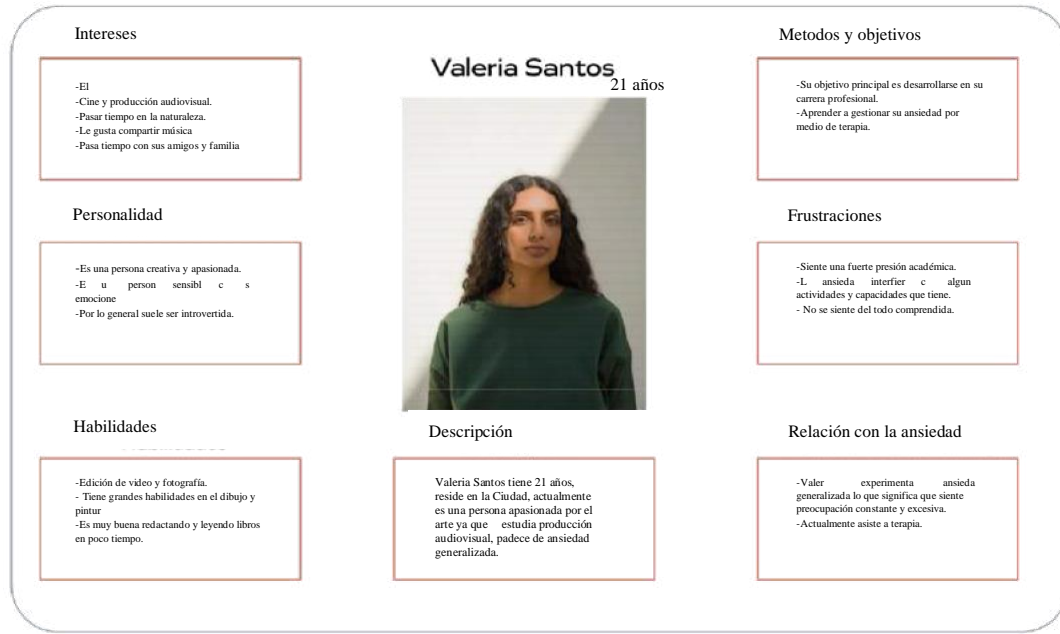 Intereses
-El
-Cine y producción audiovisual.
-Pasar tiempo en la naturaleza.
-Le gusta compartir música
-Pasa tiempo con sus amigos y familia
Personalidad
-Es una persona creativa y apasionada.
-E u person sensibl c s
emocione
-Por lo general suele ser introvertida.
Habilidades
-Edición de video y fotografía.
- Tiene grandes habilidades en el dibujo y
pintur
-Es muy buena redactando y leyendo libros
en poco tiempo.
Valeria Santos
21 años
Descripción
Valeria Santos tiene 21 años,
reside en la Ciudad, actualmente
es una persona apasionada por el
arte ya que estudia producción
audiovisual, padece de ansiedad
generalizada.
Metodos y objetivos
-Su objetivo principal es desarrollarse en su
carrera profesional.
-Aprender a gestionar su ansiedad por
medio de terapia.
Frustraciones
-Siente una fuerte presión académica.
-L ansieda interfier c algun
actividades y capacidades que tiene.
- No se siente del todo comprendida.
Relación con la ansiedad
-Valer experimenta ansieda
generalizada lo que significa que siente
preocupación constante y excesiva.
-Actualmente asiste a terapia.